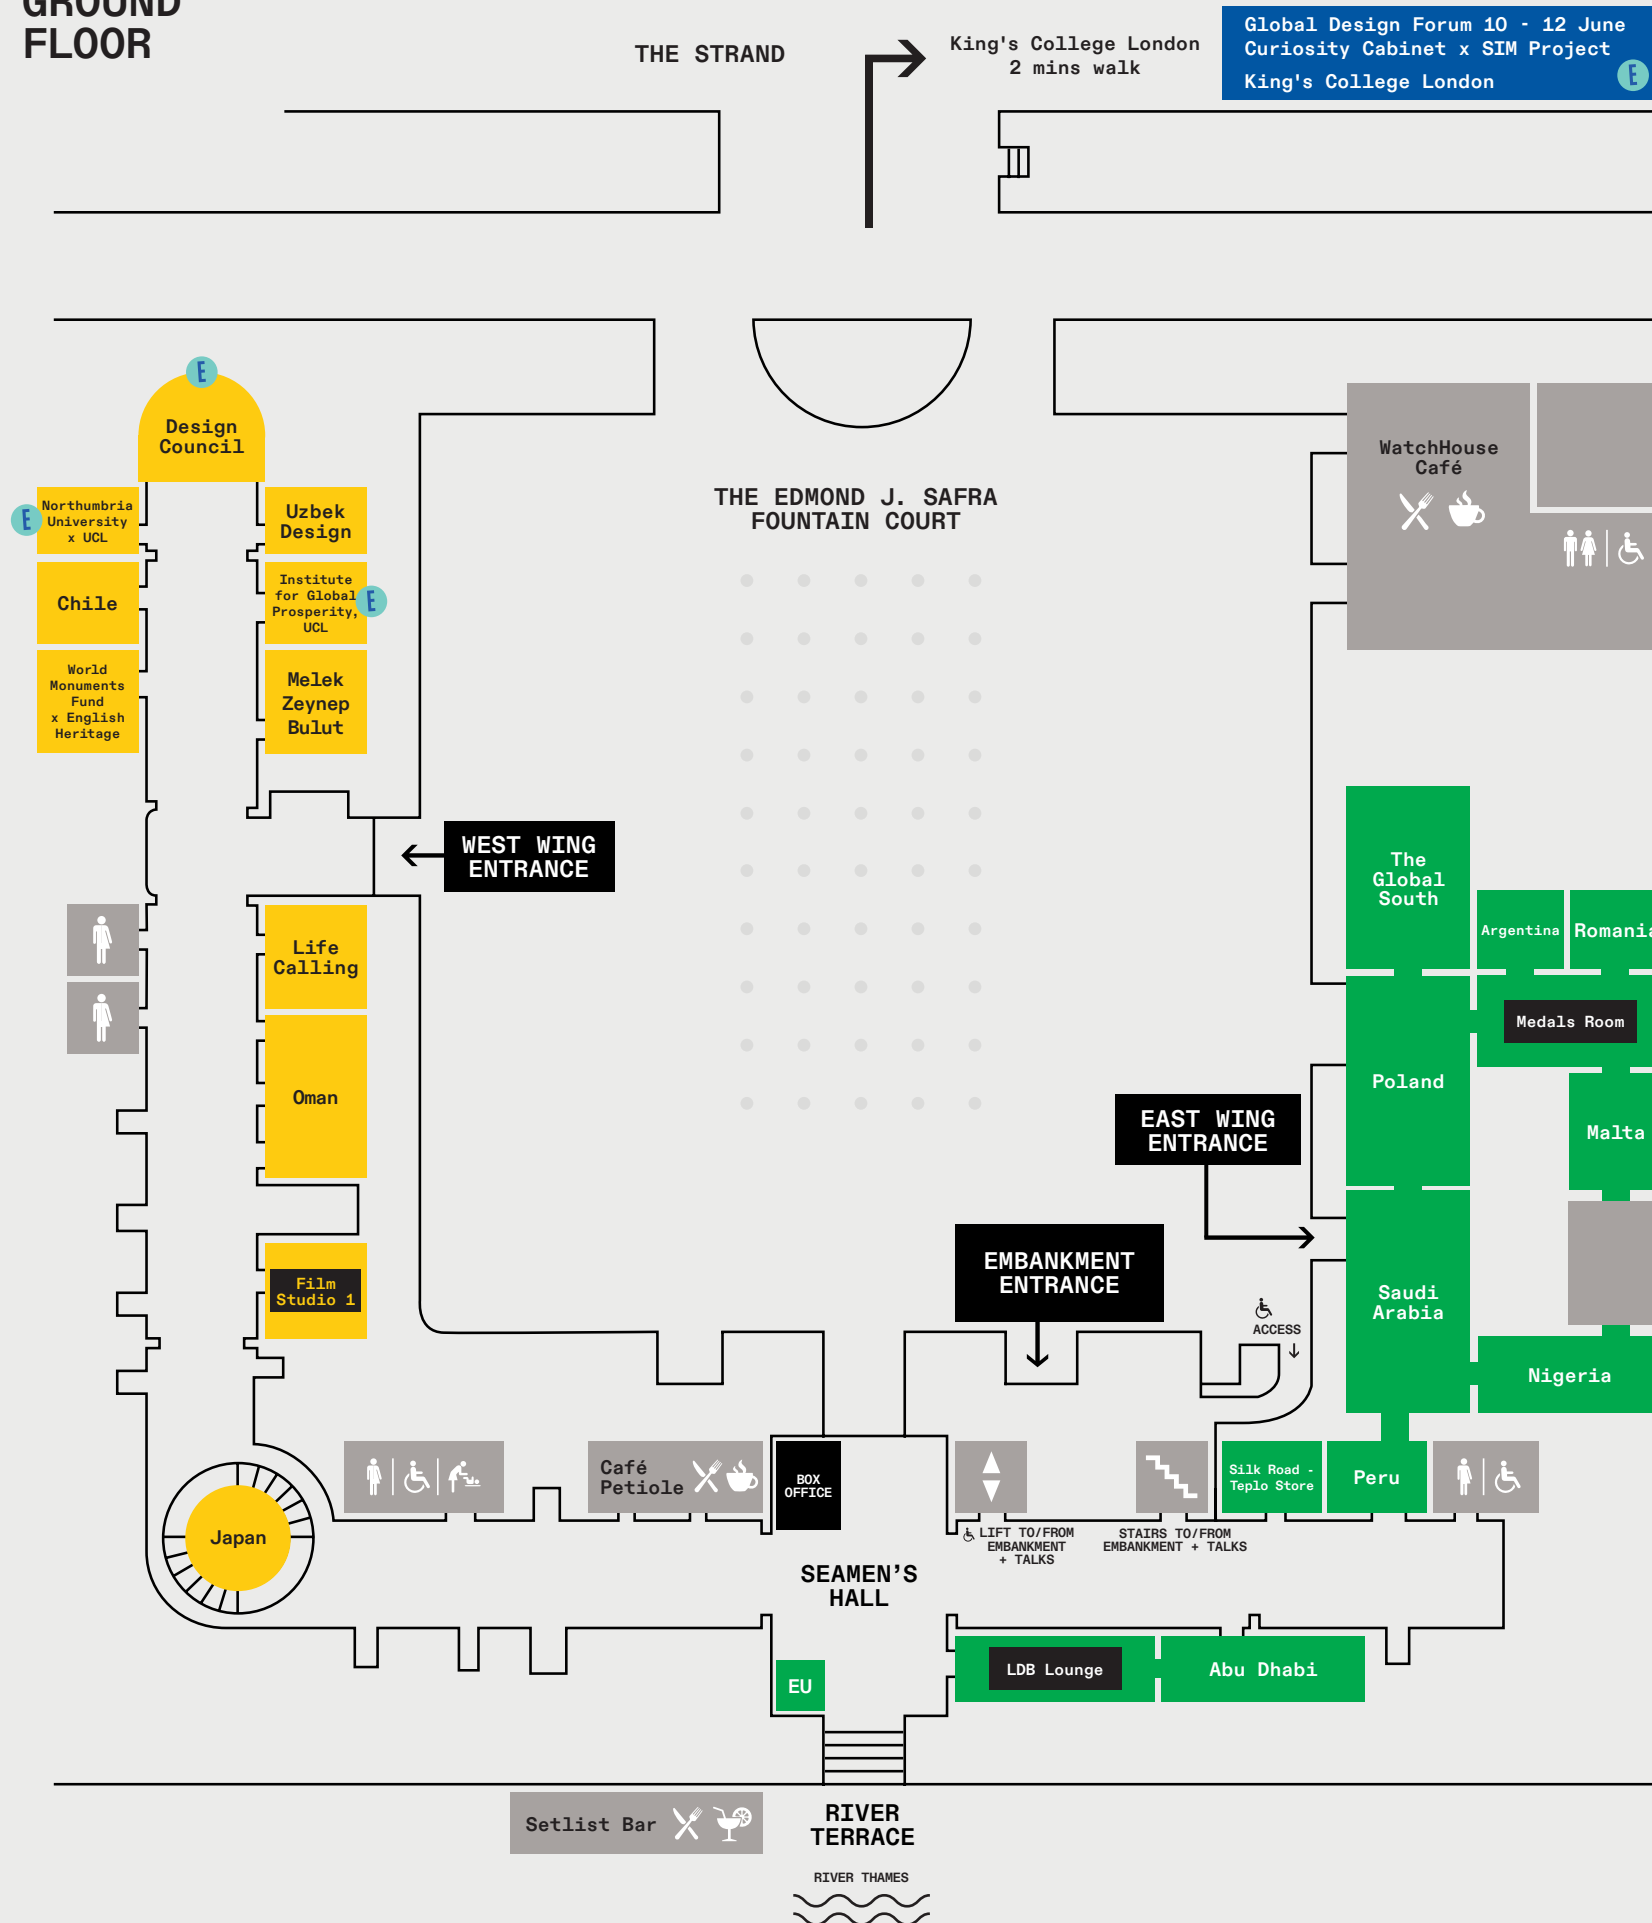 GROUND
FLOOR
THE STRAND
King's College London
2 mins walk
Global Design Forum 10 - 12 June
Curiosity Cabinet x SIM Project
King's College London
E
E
Design
Council
E
Northumbria
University
x UCL
Uzbek
Design
Chile
Institute
for Global
Prosperity,
UCL
E
World
Monuments
Fund
x English
Heritage
Melek
Zeynep
Bulut
THE EDMOND J. SAFRA
FOUNTAIN COURT
WatchHouse
Café
WEST WING
ENTRANCE
Life
Calling
Oman
Film
Studio 1
The
Global
South
Argentina
Romania
Medals Room
Poland
Malta
EAST WING
ENTRANCE
EMBANKMENT
ENTRANCE
ACCESS
Saudi
Arabia
Nigeria
Café
Petiole
BOX
OFFICE
Silk Road -
Teplo Store
Peru
Japan
LIFT TO/FROM
EMBANKMENT
+ TALKS
STAIRS TO/FROM
EMBANKMENT + TALKS
SEAMEN'S
HALL
EU
LDB Lounge
Abu Dhabi
Setlist Bar
RIVER
TERRACE
RIVER THAMES